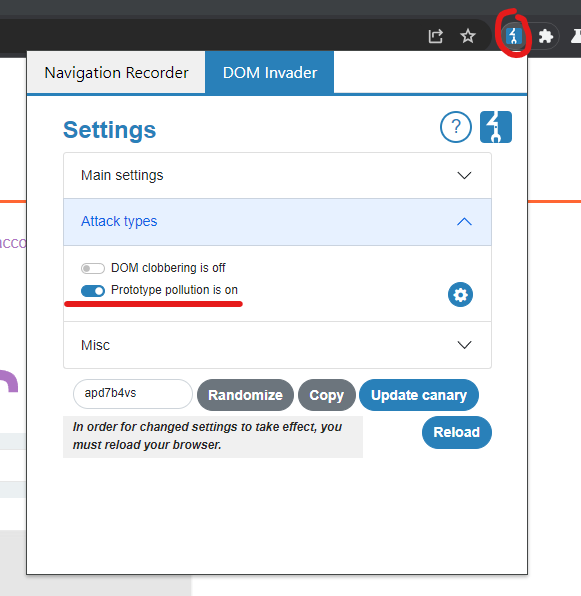 Navigation Recorder
DOM Invader
Settings
?
Main settings
Attack types
acco
DOM clobbering is off
Prototype pollution is on
Misc
apd7b4vs
Randomize
Copy
Update canary
In order for changed settings to take effect, you
must reload your browser.
Reload